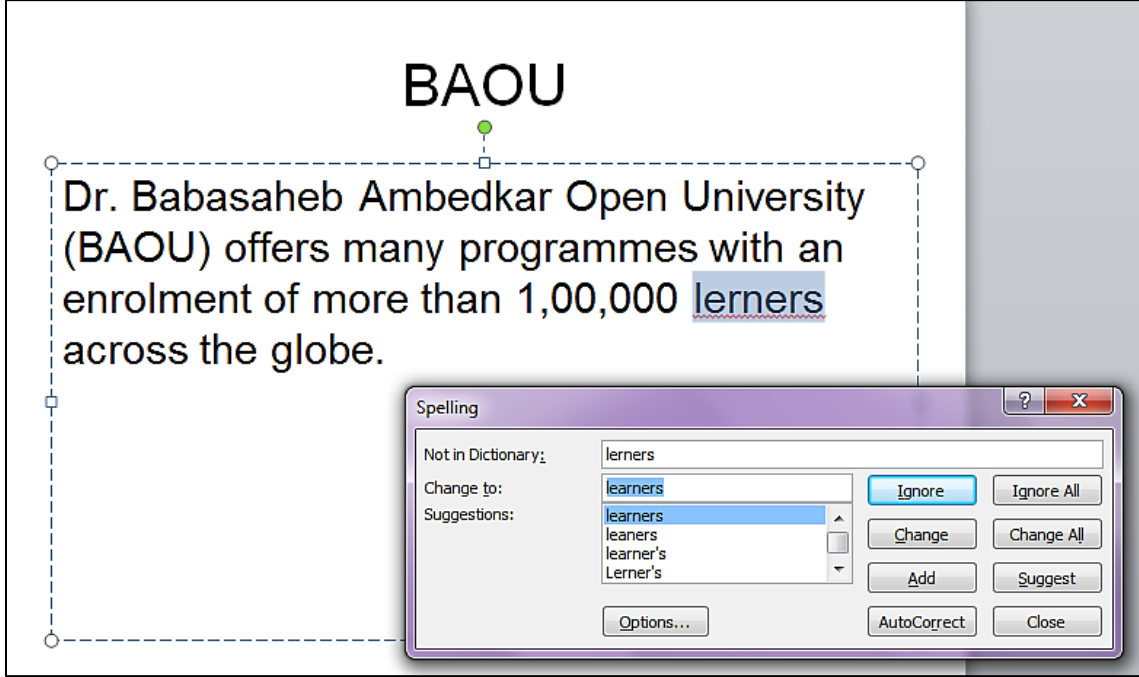 BAOU
Dr. Babasaheb Ambedkar Open University
(BAOU) offers many programmes with an
enrolment of more than 1,00,000 lerners
across the globe.
Spelling
Not in Dictionary: lerners
Change to: learners
Suggestions: learners
leaners
learner's
Lerner's
Ignore Ignore All
Change Change All
Add Suggest
Options... AutoCorrect Close